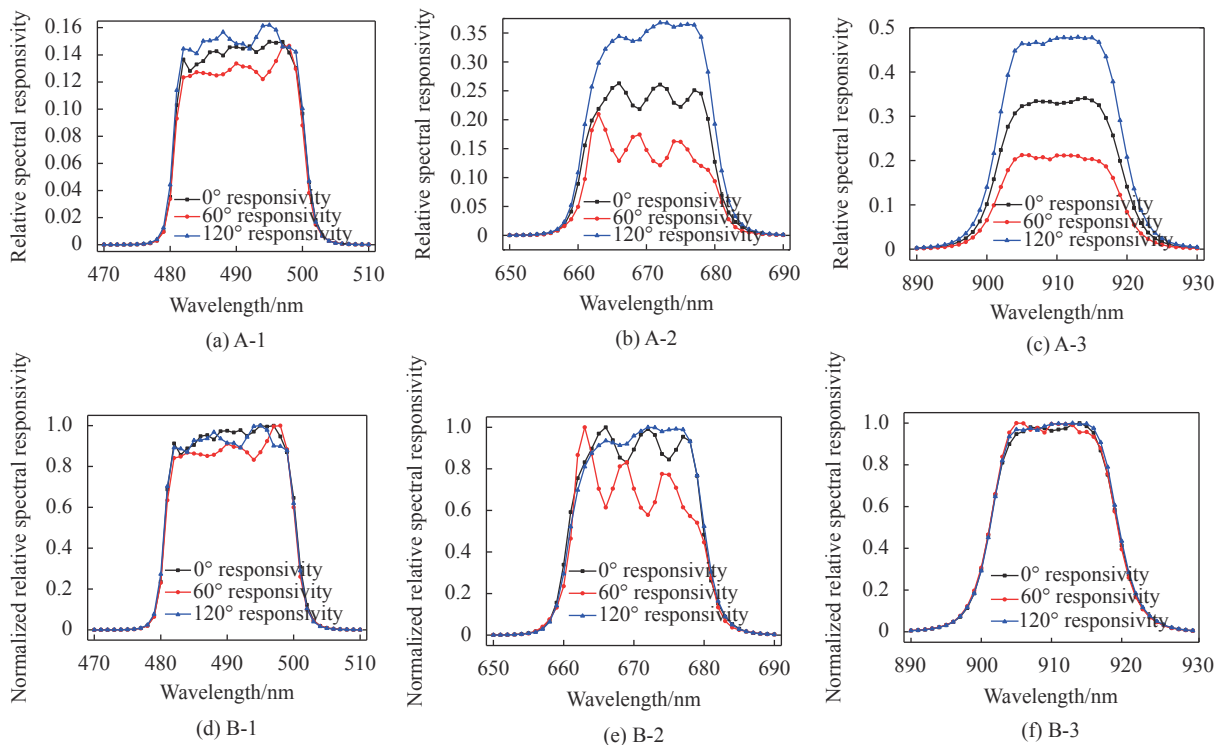 Relative spectral responsivity
0.16
0.14
0.12
0.10
0.08
0.06
0.04
0.02
0
0° responsivity
60° responsivity
120° responsivity
470 480 490 500 510
Wavelength/nm
(a) A-1
Relative spectral responsivity
0.35
0.30
0.25
0.20
0.15
0.10
0.05
0
0° responsivity
60° responsivity
120° responsivity
650 660 670 680 690
Wavelength/nm
(b) A-2
Relative spectral responsivity
0.5
0.4
0.3
0.2
0.1
0
0° responsivity
60° responsivity
120° responsivity
890 900 910 920 930
Wavelength/nm
(c) A-3
Normalized relative spectral responsivity
1.0
0.8
0.6
0.4
0.2
0
0° responsivity
60° responsivity
120° responsivity
470 480 490 500 510
Wavelength/nm
(d) B-1
Normalized relative spectral responsivity
1.0
0.8
0.6
0.4
0.2
0
0° responsivity
60° responsivity
120° responsivity
650 660 670 680 690
Wavelength/nm
(e) B-2
Normalized relative spectral responsivity
1.0
0.8
0.6
0.4
0.2
0
0° responsivity
60° responsivity
120° responsivity
890 900 910 920 930
Wavelength/nm
(f) B-3